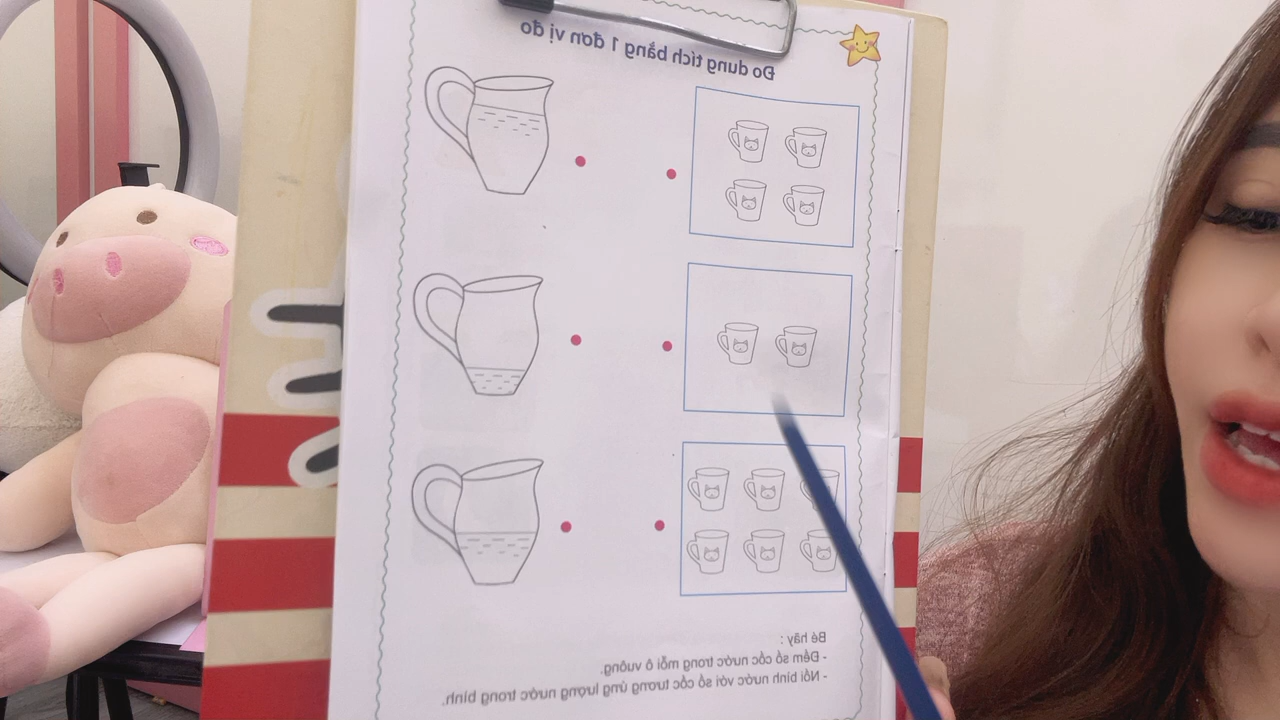 Đo dung tích bằng 1 đơn vị đo
Bé hãy :
- Đếm số cốc nước trong mỗi ô vuông.
- Nối bình nước với số cốc tương ứng lượng nước trong bình.